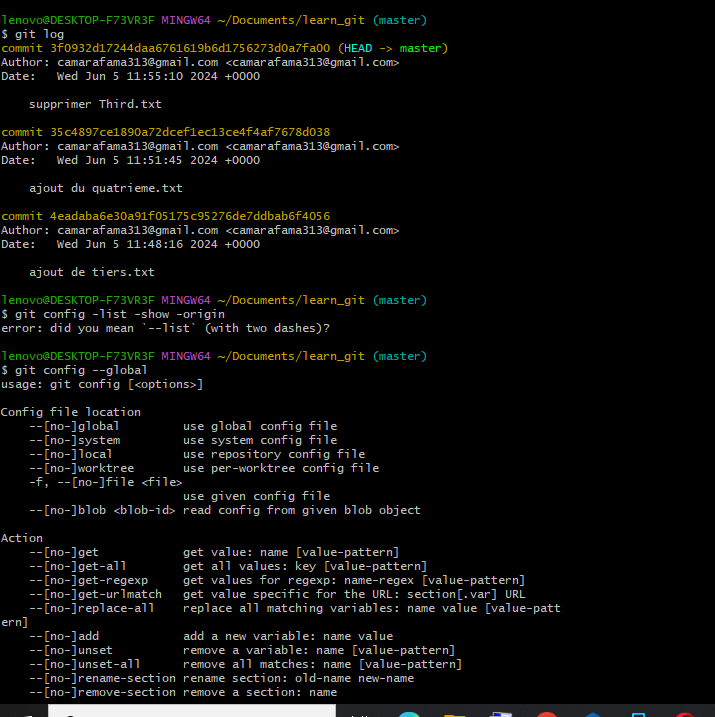 lenovo@DESKTOP-F73VR3F MINGW64 ~/Documents/learn_git (master)
$ git log
commit 3f0932d17244daa6761619b6d1756273d0a7fa00 (HEAD -> master)
Author: camarafama313@gmail.com <camarafama313@gmail.com>
Date:   Wed Jun 5 11:55:10 2024 +0000

    supprimer Third.txt

commit 35c4897ce1890a72dcef1ec13ce4f4af7678d038
Author: camarafama313@gmail.com <camarafama313@gmail.com>
Date:   Wed Jun 5 11:51:45 2024 +0000

    ajout du quatrieme.txt

commit 4eadaba6e30a91f05175c95276de7ddbab6f4056
Author: camarafama313@gmail.com <camarafama313@gmail.com>
Date:   Wed Jun 5 11:48:16 2024 +0000

    ajout de tiers.txt

lenovo@DESKTOP-F73VR3F MINGW64 ~/Documents/learn_git (master)
$ git config -list -show -origin
error: did you mean `--list` (with two dashes)?

lenovo@DESKTOP-F73VR3F MINGW64 ~/Documents/learn_git (master)
$ git config --global
usage: git config [<options>]

Config file location
    --[no-]global         use global config file
    --[no-]system         use system config file
    --[no-]local          use repository config file
    --[no-]worktree       use per-worktree config file
    -f, --[no-]file <file>
                          use given config file
    --[no-]blob <blob-id> read config from given blob object

Action
    --[no-]get            get value: name [value-pattern]
    --[no-]get-all        get all values: key [value-pattern]
    --[no-]get-regexp     get values for regexp: name-regex [value-pattern]
    --[no-]get-urlmatch   get value specific for the URL: section[.var] URL
    --[no-]replace-all    replace all matching variables: name value [value-patt
ern]
    --[no-]add            add a new variable: name value
    --[no-]unset          remove a variable: name [value-pattern]
    --[no-]unset-all      remove all matches: name [value-pattern]
    --[no-]rename-section rename section: old-name new-name
    --[no-]remove-section remove a section: name